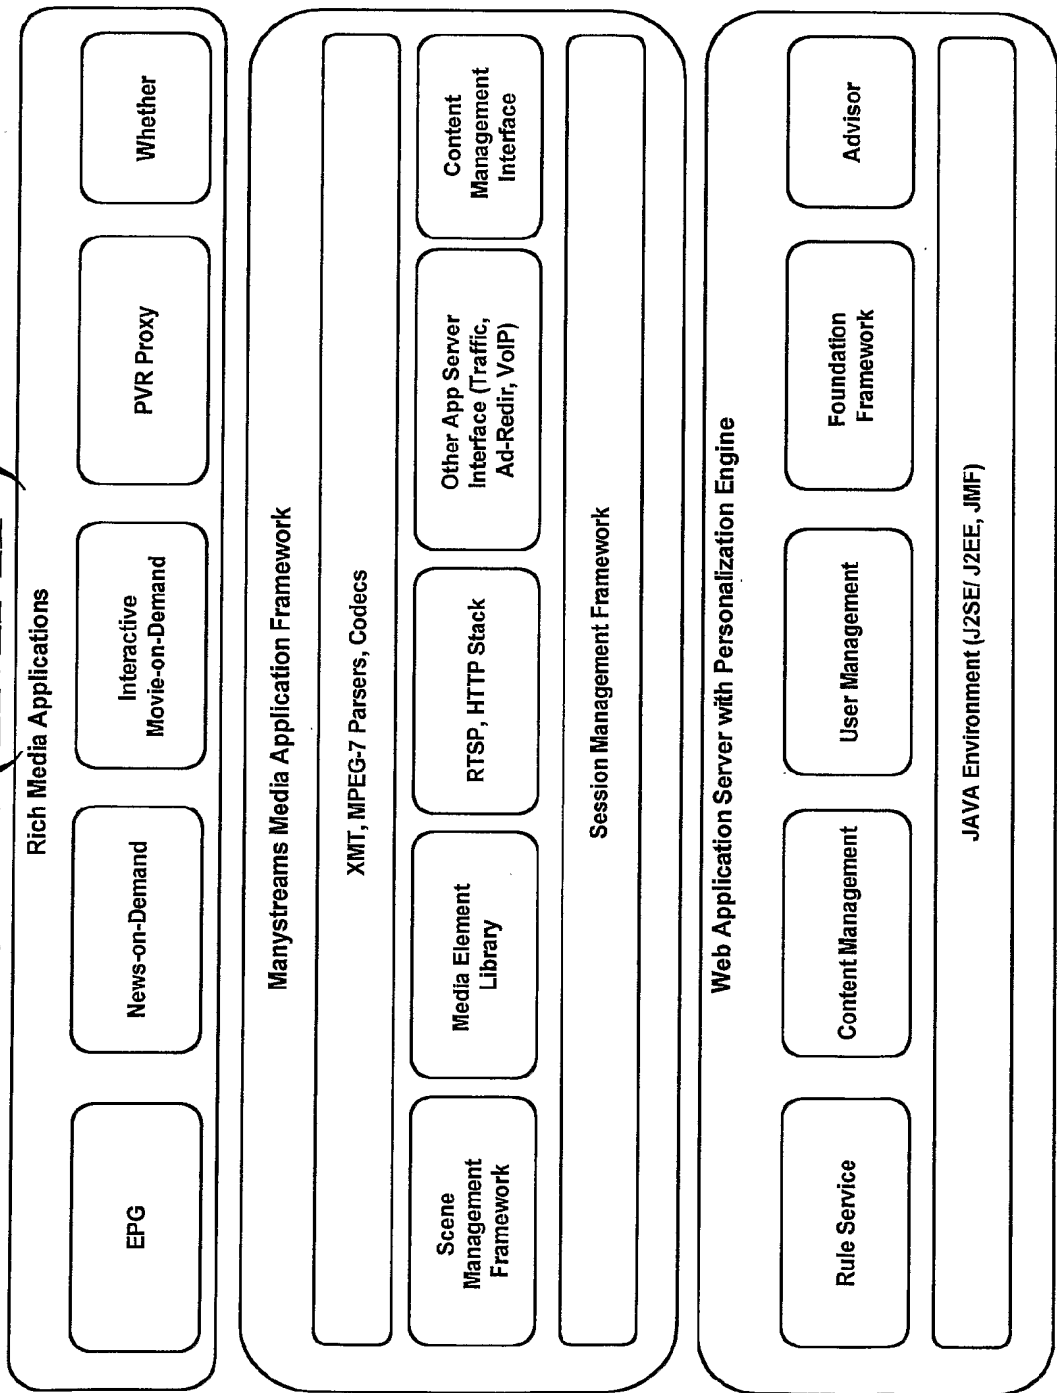 Rich Media Applications
EPG
News-on-Demand
Interactive
Movie-on-Demand
PVR Proxy
Whether
Manystreams Media Application Framework
XMT, MPEG-7 Parsers, Codecs
Scene
Management
Framework
Media Element
Library
RTSP, HTTP Stack
Other App Server
Interface (Traffic,
Ad-Redir, VoIP)
Content
Management
Interface
Session Management Framework
Web Application Server with Personalization Engine
Rule Service
Content Management
User Management
Foundation
Framework
Advisor
JAVA Environment (J2SE/ J2EE, JMF)